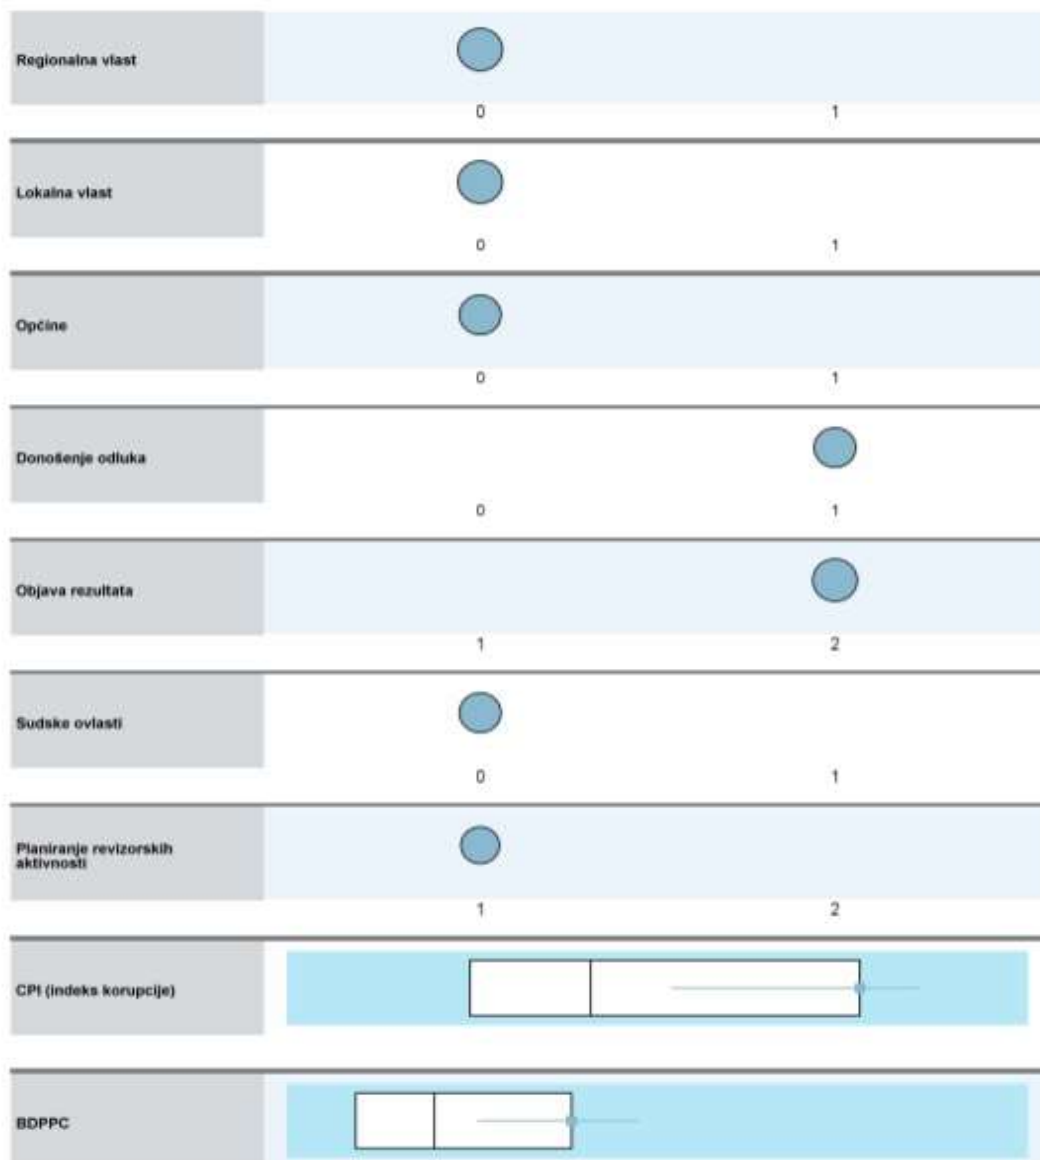 Regionalna vlast
0 1
Lokalna vlast
0 1
Općine
0 1
Donošenje odluka
0 1
Objava rezultata
1 2
Sudske ovlasti
0 1
Planiranje revizorskih
aktivnosti
1 2
CPI (indeks korupcije)
BDPPC